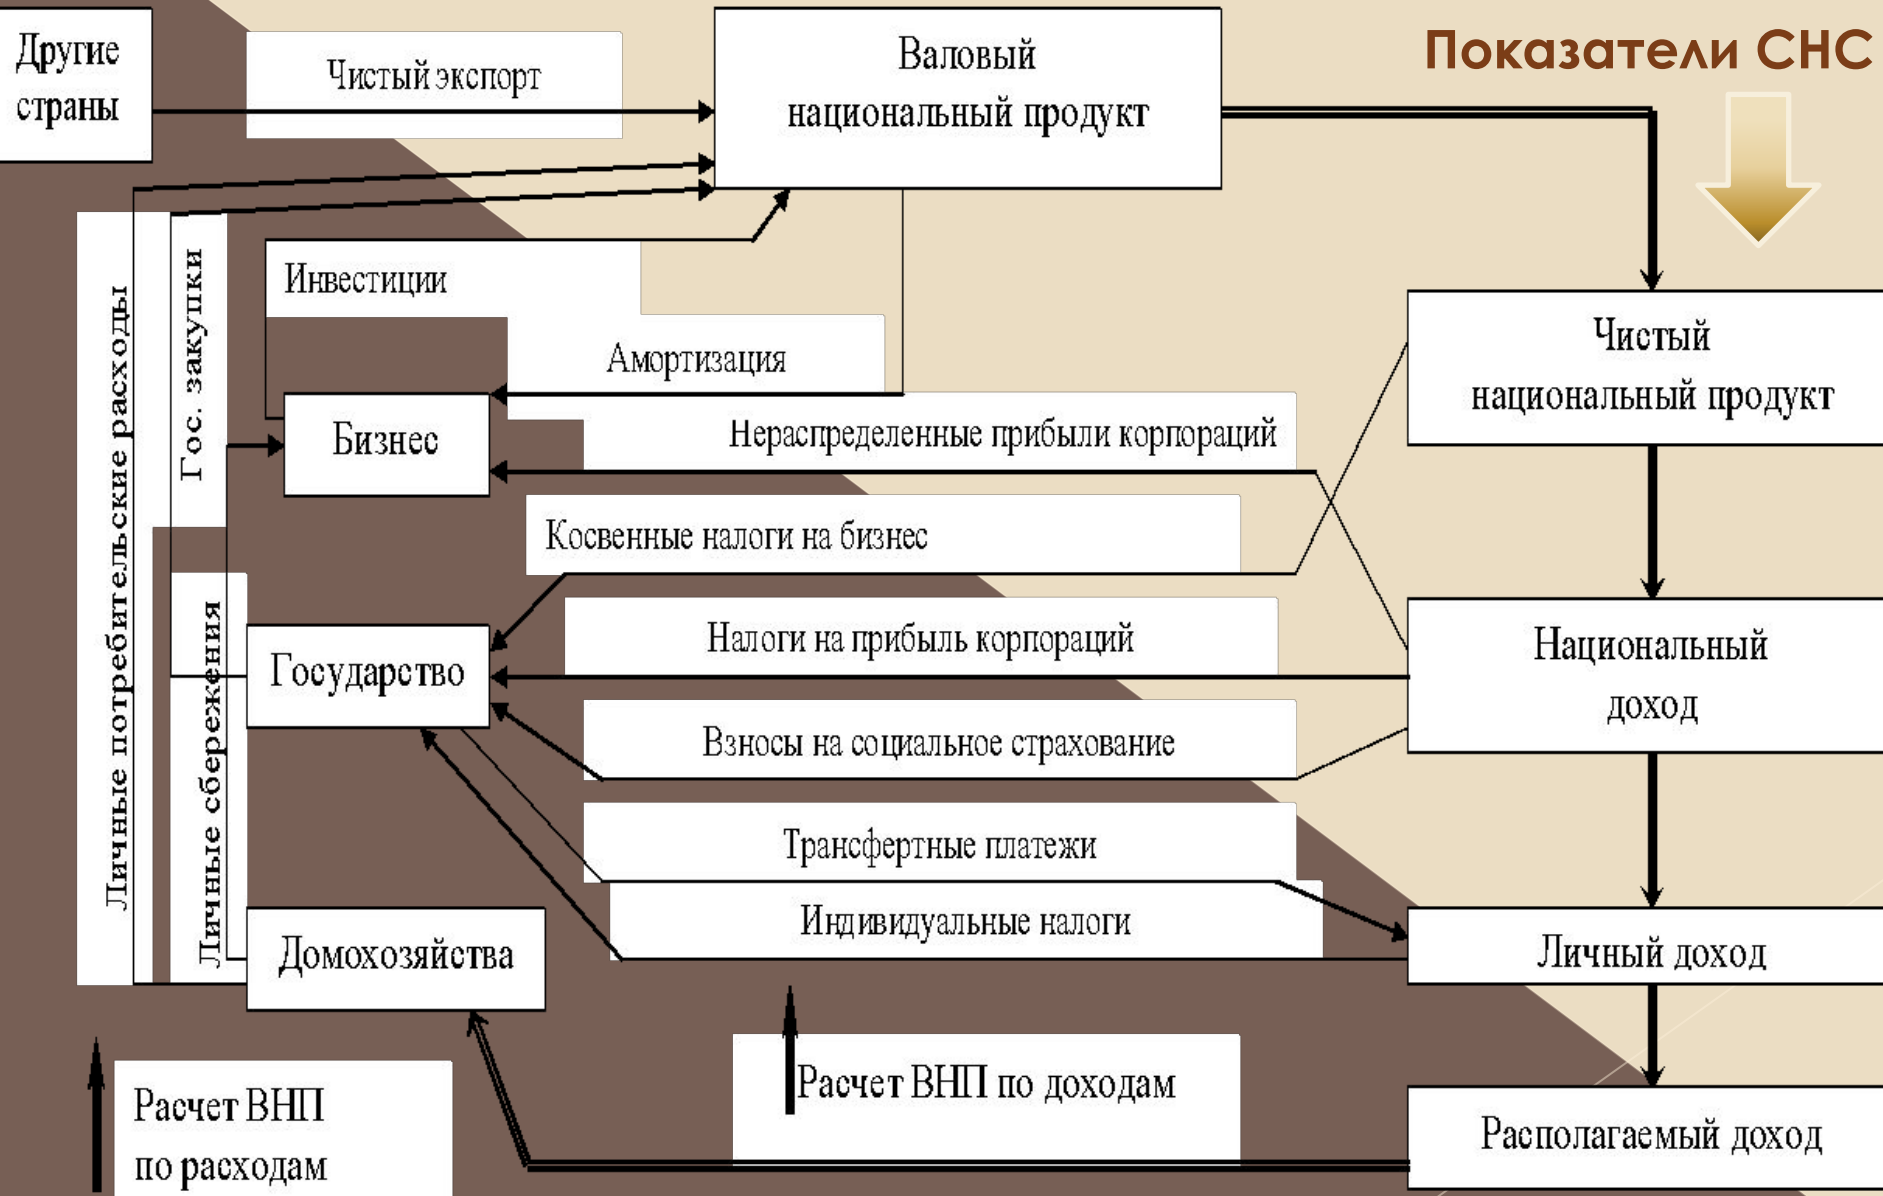 Показатели СНС
Другие
страны
Чистый экспорт
Валовый
национальный продукт
Личные потребительские расходы
Гос. закупки
Инвестиции
Амортизация
Чистый
национальный продукт
Бизнес
Нераспределенные прибыли корпораций
Косвенные налоги на бизнес
Личные сбережения
Государство
Налоги на прибыль корпораций
Национальный
доход
Взносы на социальное страхование
Трансфертные платежи
Индивидуальные налоги
Домохозяйства
Личный доход
Расчет ВНП
по расходам
Расчет ВНП по доходам
Располагаемый доход